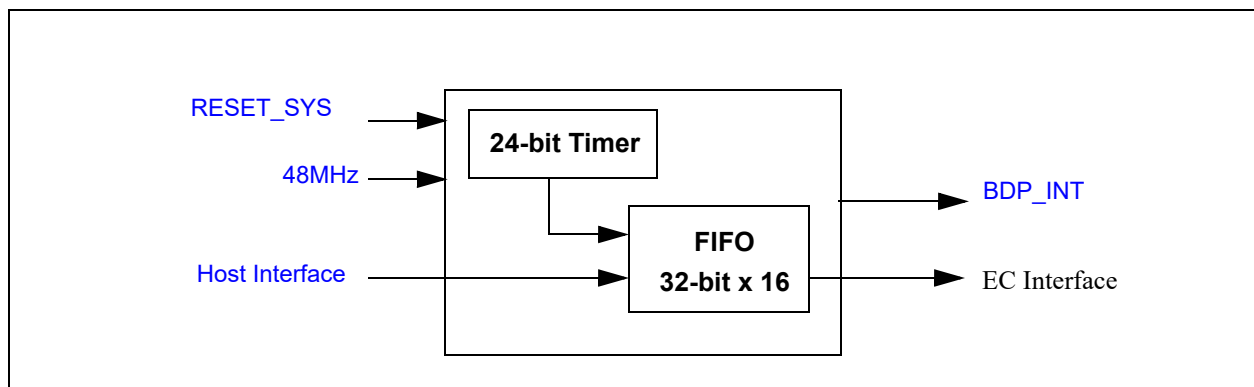 RESET_SYS
24-bit Timer
48MHz
BDP_INT
FIFO
Host Interface
32-bit x 16
EC Interface